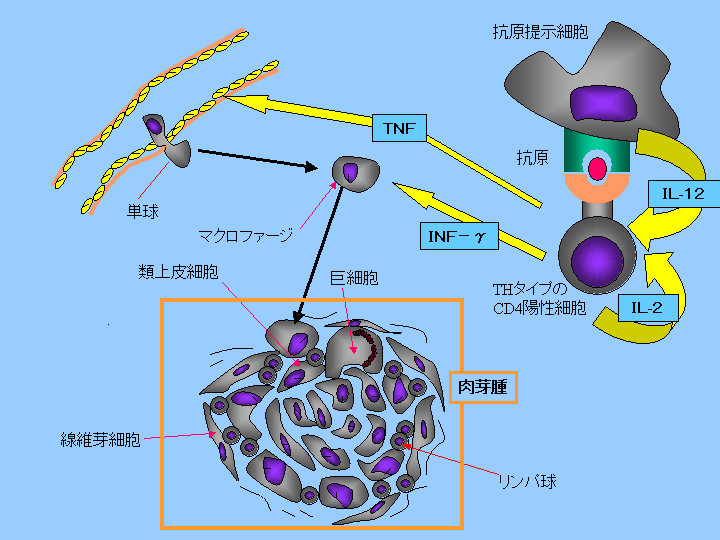 抗原提示細胞
TNF
抗原
IL-12
単球
マクロファージ
INF－γ
類上皮細胞
巨細胞
THタイプの
CD4陽性細胞
IL-2
肉芽腫
線維芽細胞
リンパ球